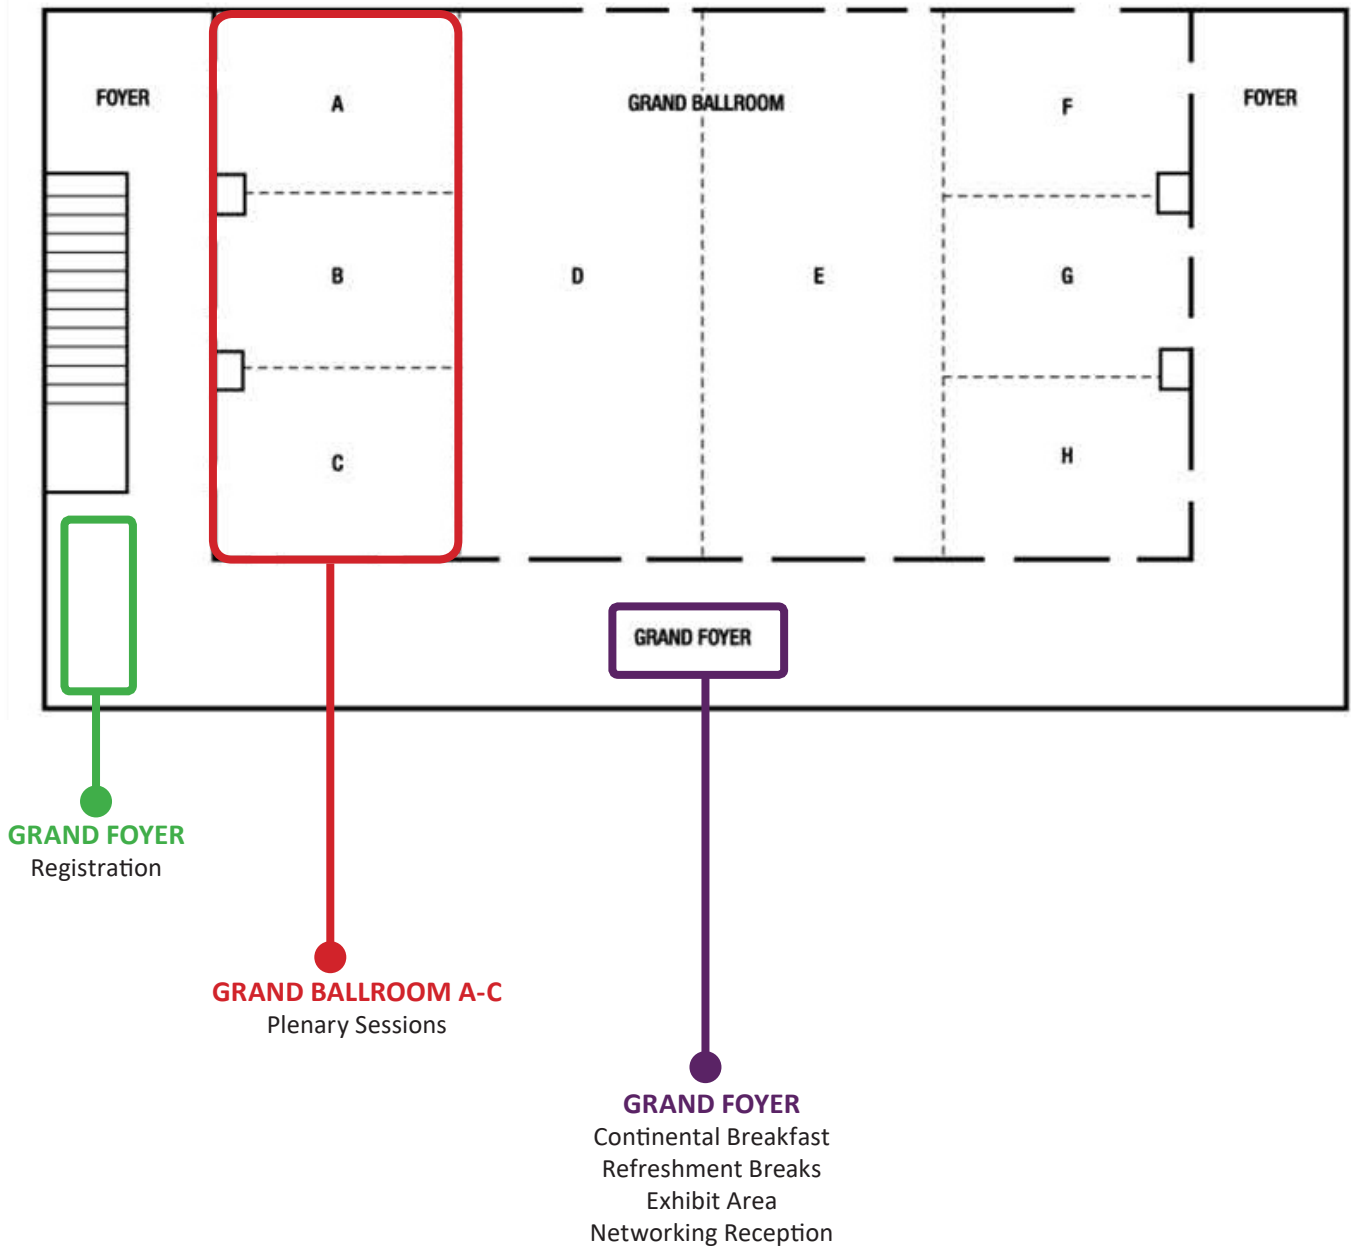 FOYER
A
GRAND BALLROOM
F
FOYER
B
D
E
G
C
H
GRAND FOYER
GRAND FOYER
Registration
GRAND BALLROOM A-C
Plenary Sessions
GRAND FOYER
Continental Breakfast
Refreshment Breaks
Exhibit Area
Networking Reception